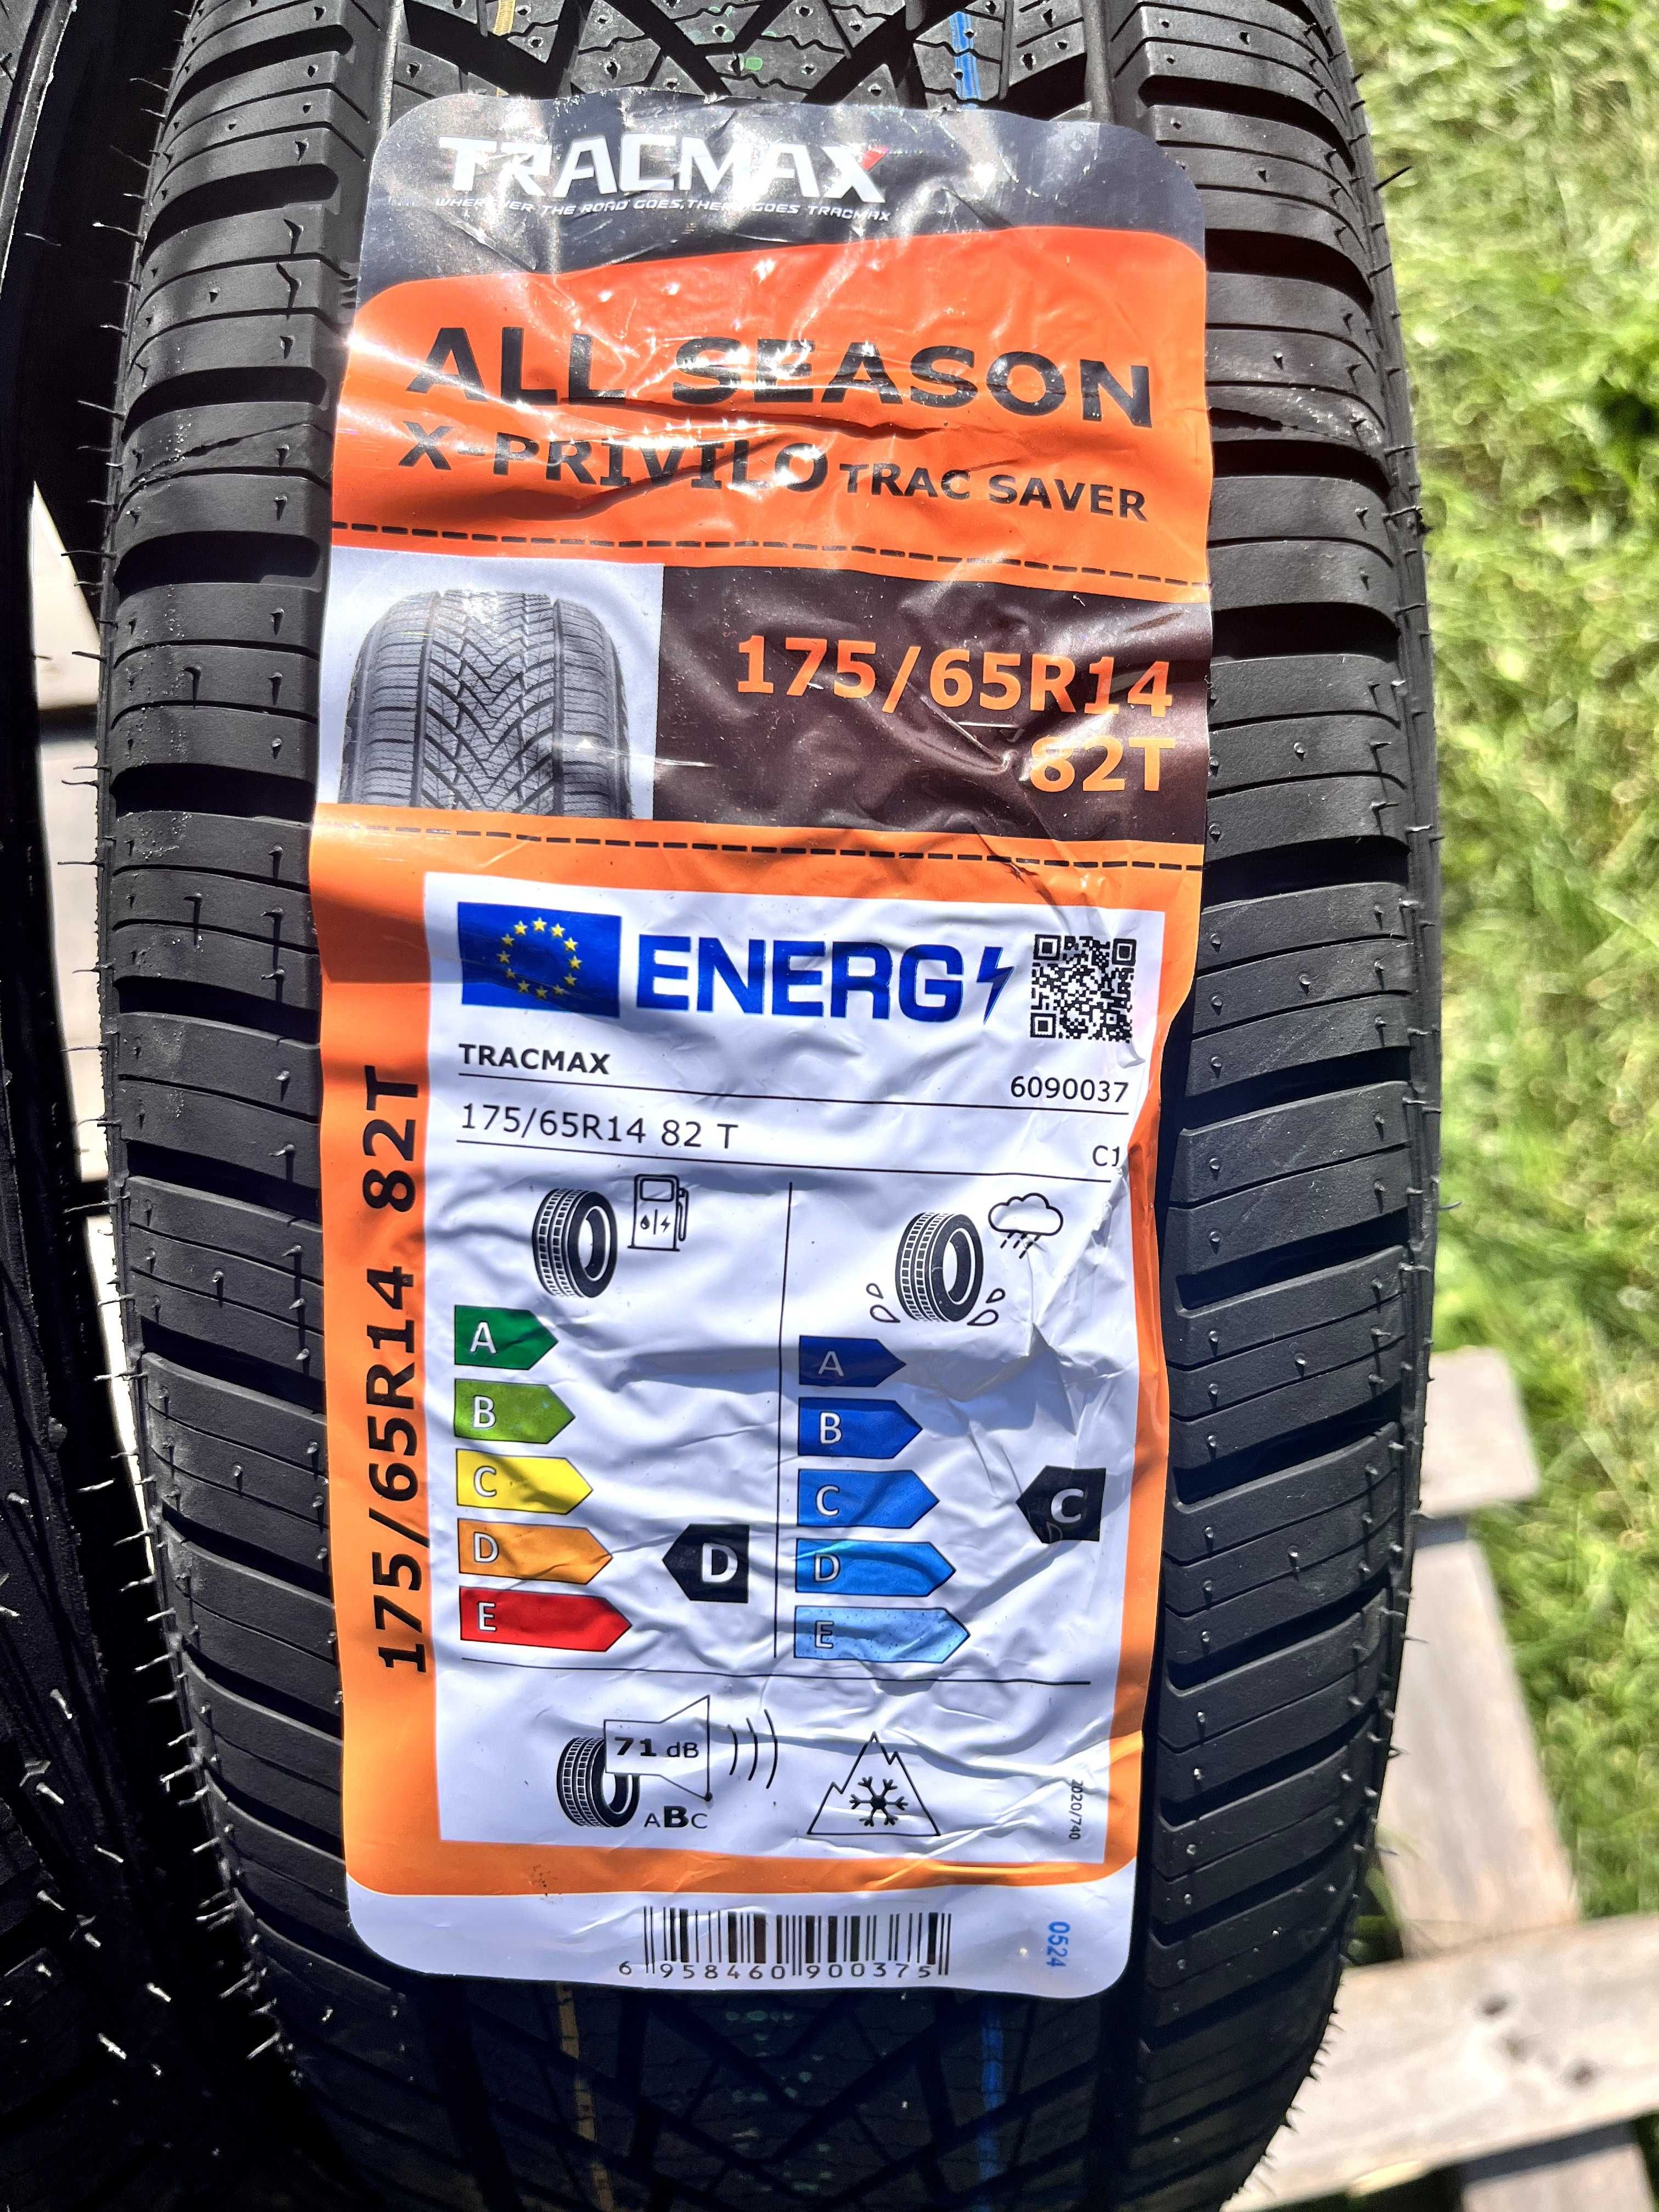 TRACMAX
WHEREVER THE ROAD GOES, THERE GOES TRACMAX
ALL SEASON
X-PRIVILO TRAC SAVER
175/65R14
82T
175/65R14 82T
ENERG
TRACMAX
6090037
175/65R14 82 T
C1
A
B
C
D
E
D
A
B
C
D
E
C
71 dB
ABC
2020/740
6 958460 900375
0524